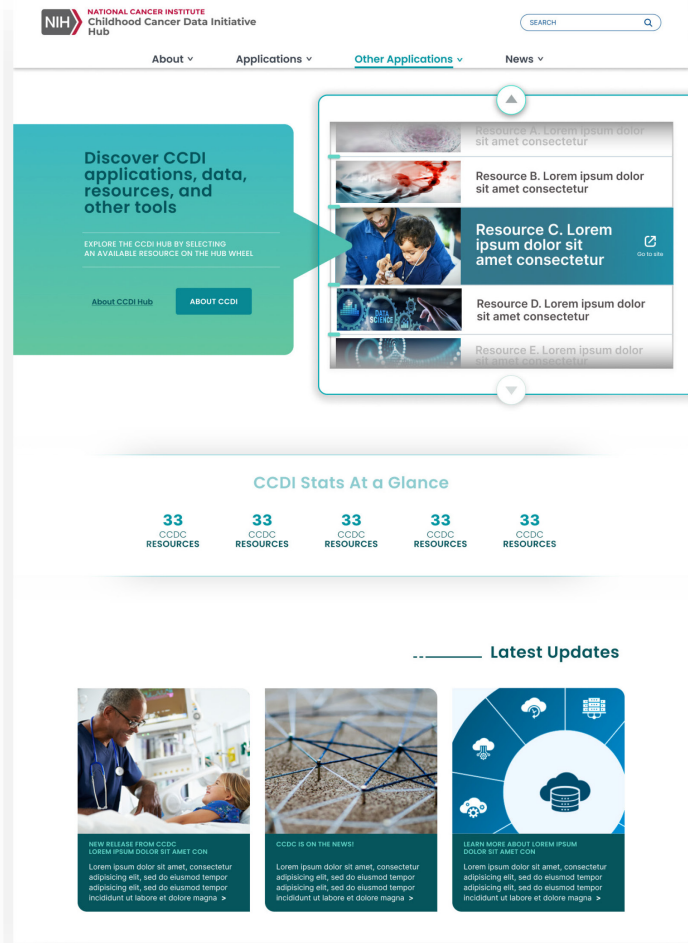 NIH
NATIONAL CANCER INSTITUTE
Childhood Cancer Data Initiative
Hub
SEARCH
About
Applications
Other Applications
News
Discover CCDI
applications, data,
resources, and
other tools
EXPLORE THE CCDI HUB BY SELECTING
AN AVAILABLE RESOURCE ON THE HUB WHEEL
About CCDI Hub
ABOUT CCDI
Resource A. Lorem ipsum dolor
sit amet consectetur
Resource B. Lorem ipsum dolor
sit amet consectetur
Resource C. Lorem
ipsum dolor sit
amet consectetur
Go to site
DATA
SCIENCE
Resource D. Lorem ipsum dolor
sit amet consectetur
Resource E. Lorem ipsum dolor
sit amet consectetur
CCDI Stats At a Glance
33 33 33 33 33
CCDC CCDC CCDC CCDC CCDC
RESOURCES RESOURCES RESOURCES RESOURCES RESOURCES
Latest Updates
NEW RELEASE FROM CCDC
LOREM IPSUM DOLOR SIT AMET CON
Lorem ipsum dolor sit amet, consectetur
adipisicing elit, sed do eiusmod tempor
adipisicing elit, sed do eiusmod tempor
incididunt ut labore et dolore magna >
CCDC IS ON THE NEWS!
Lorem ipsum dolor sit amet, consectetur
adipisicing elit, sed do eiusmod tempor
adipisicing elit, sed do eiusmod tempor
incididunt ut labore et dolore magna >
LEARN MORE ABOUT LOREM IPSUM
DOLOR SIT AMET CON
Lorem ipsum dolor sit amet, consectetur
adipisicing elit, sed do eiusmod tempor
adipisicing elit, sed do eiusmod tempor
incididunt ut labore et dolore magna >